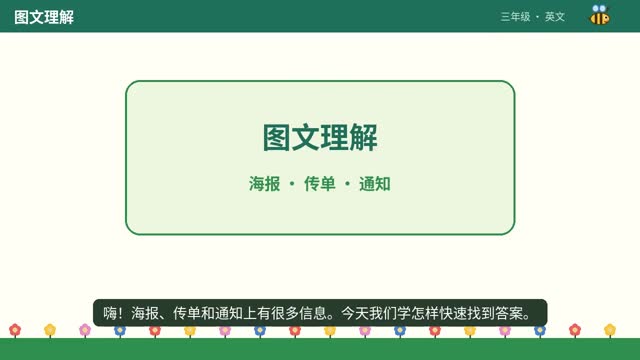 图文理解
三年级 · 英文
图文理解
海报 · 传单 · 通知
嗨！海报、传单和通知上有很多信息。今天我们学怎样快速找到答案。